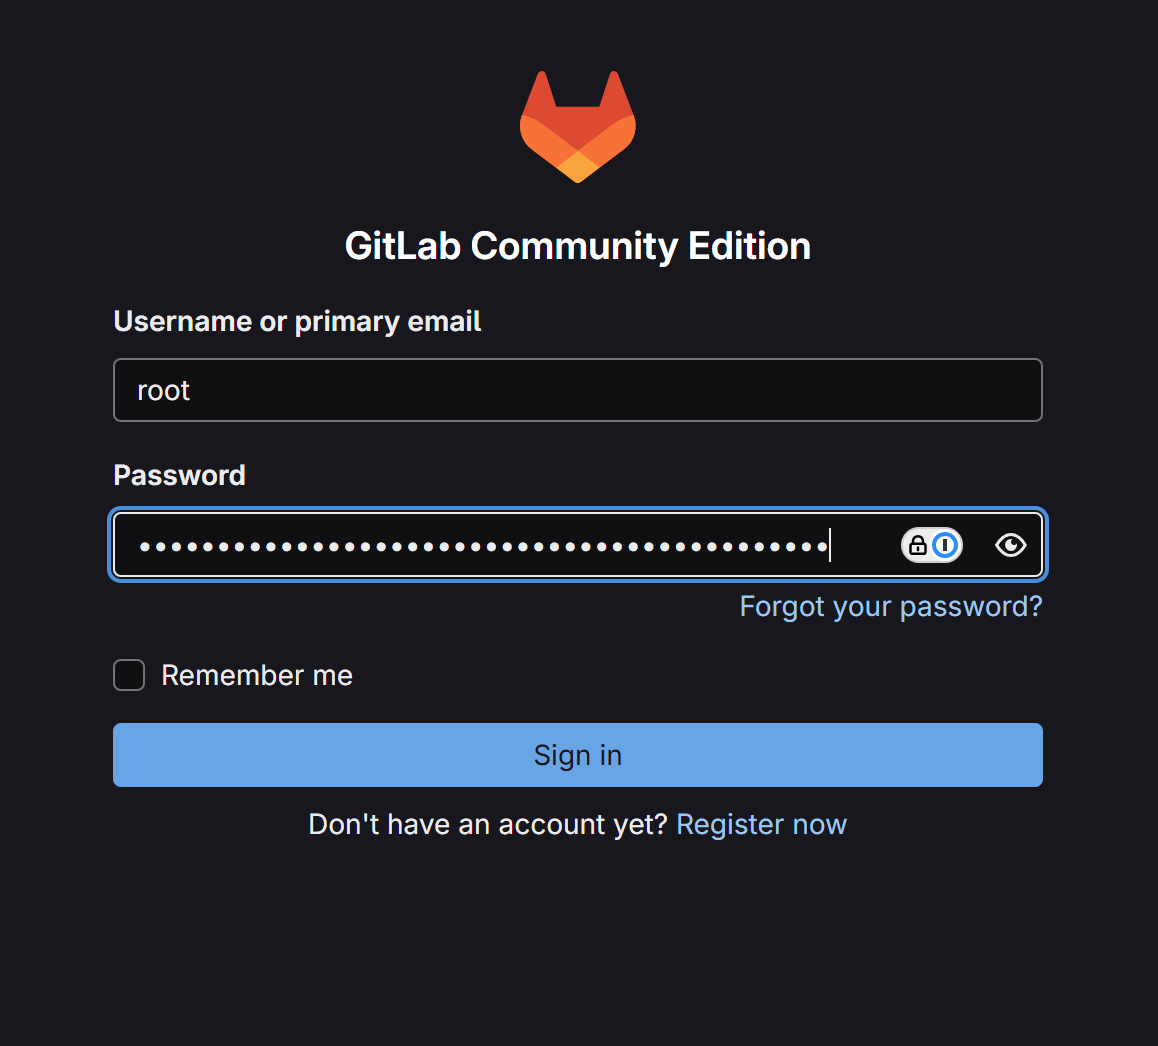 GitLab Community Edition
Username or primary email
root
Password
••••••••••••••••••••••••••••••••••••••••••••
Forgot your password?
Remember me
Sign in
Don't have an account yet? Register now